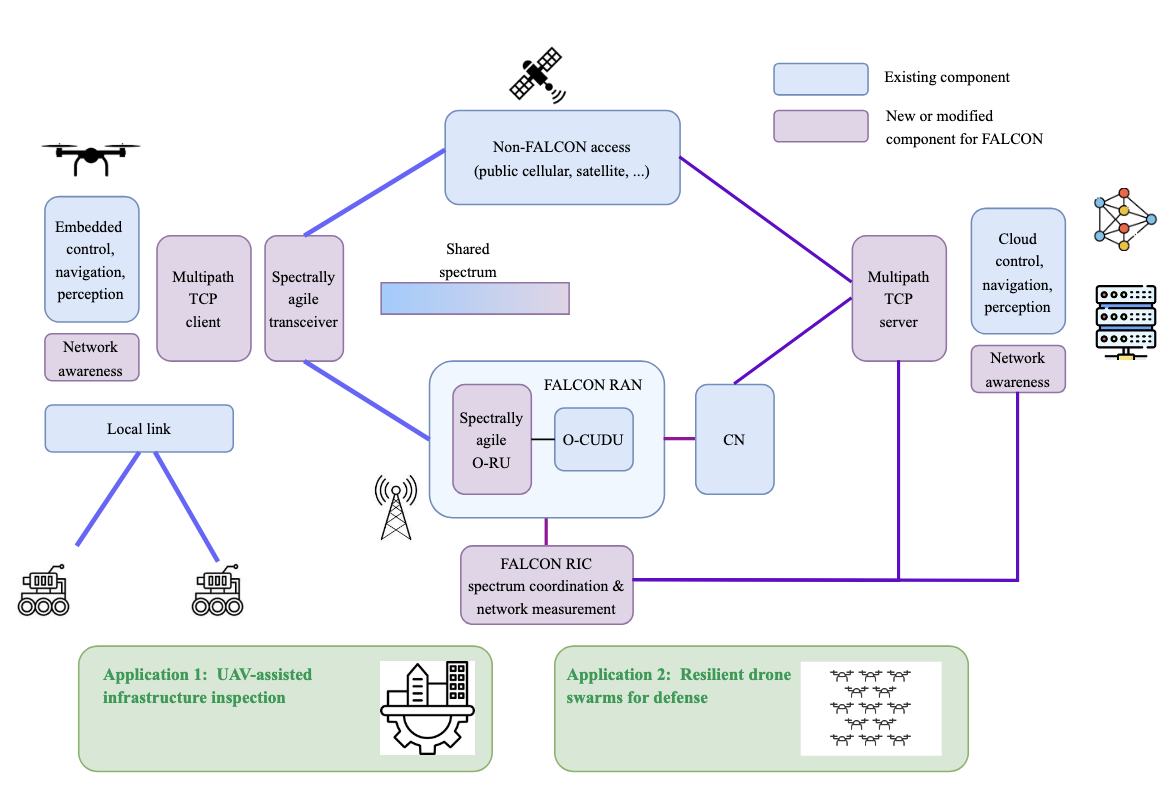 Existing component
New or modified
component for FALCON
Non-FALCON access
(public cellular, satellite, ...)
Embedded
control,
navigation,
perception
Network
awareness
Multipath
TCP
client
Spectrally
agile
transceiver
Shared
spectrum
Multipath
TCP
server
Cloud
control,
navigation,
perception
Network
awareness
Local link
FALCON RAN
Spectrally
agile
O-RU
O-CUDU
CN
FALCON RIC
spectrum coordination &
network measurement
Application 1:  UAV-assisted
infrastructure inspection
Application 2:  Resilient drone
swarms for defense